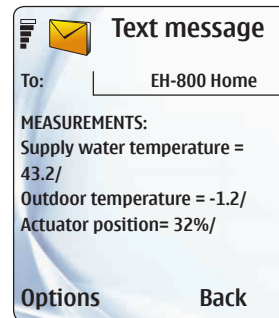 Text message
To: EH-800 Home
MEASUREMENTS:
Supply water temperature =
43.2/
Outdoor temperature = -1.2/
Actuator position= 32%/
Options Back